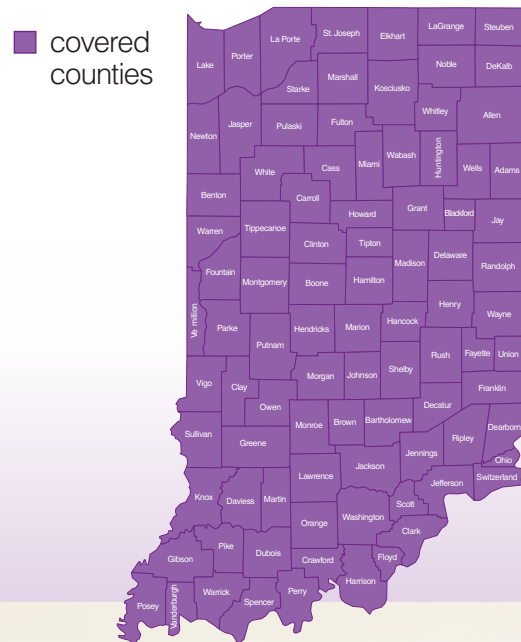 covered
counties
St. Joseph
LaGrange
Steuben
La Porte
Elkhart
Porter
Lake
Noble
DeKalb
Marshall
Starke
Kosciusko
Whitley
Allen
Jasper
Fulton
Newton
Pulaski
Huntington
Wabash
Miami
Cass
White
Wells
Adams
Benton
Carroll
Grant
Blackford
Howard
Jay
Warren
Tippecanoe
Clinton
Tipton
Delaware
Madison
Randolph
Fountain
Montgomery
Boone
Hamilton
Henry
Ve million
Hancock
Wayne
Parke
Hendricks
Marion
Putnam
Rush
Fayette
Union
Shelby
Vigo
Clay
Morgan
Johnson
Franklin
Owen
Decatur
Sullivan
Monroe
Brown
Bartholomew
Dearborn
Greene
Ripley
Jennings
Ohio
Lawrence
Jackson
Switzerland
Jefferson
Knox
Daviess
Martin
Scott
Orange
Washington
Clark
Pike
Dubois
Gibson
Crawford
Floyd
Harrison
Perry
Warrick
Vanderburgh
Spencer
Posey